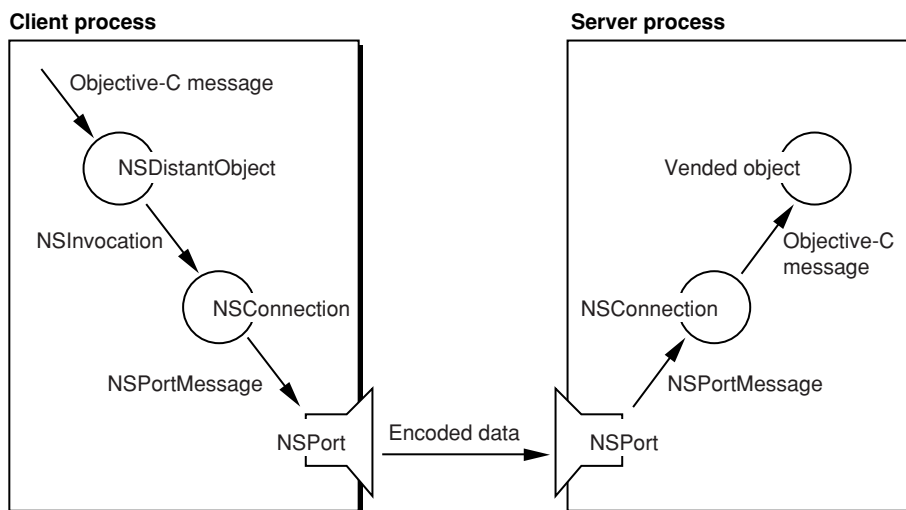 Client process
Server process
Objective-C message
NSDistantObject
NSInvocation
NSConnection
NSPortMessage
NSPort
Encoded data
Vended object
Objective-C
message
NSConnection
NSPortMessage
NSPort